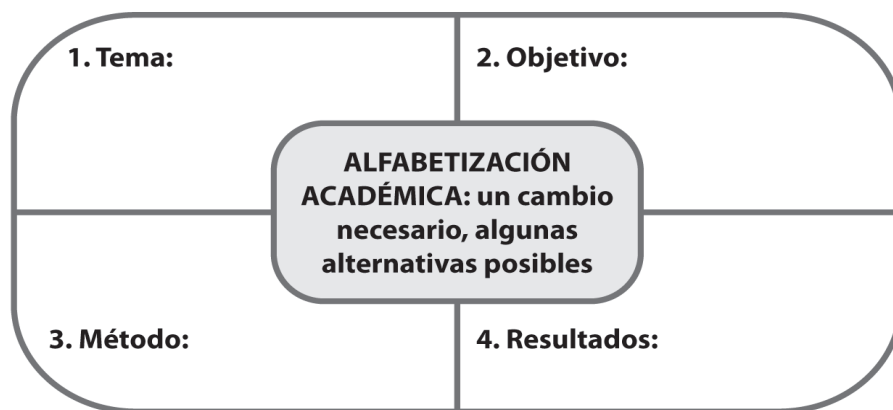 1. Tema:
2. Objetivo:
ALFABETIZACIÓN
ACADÉMICA: un cambio
necesario, algunas
alternativas posibles
3. Método:
4. Resultados: